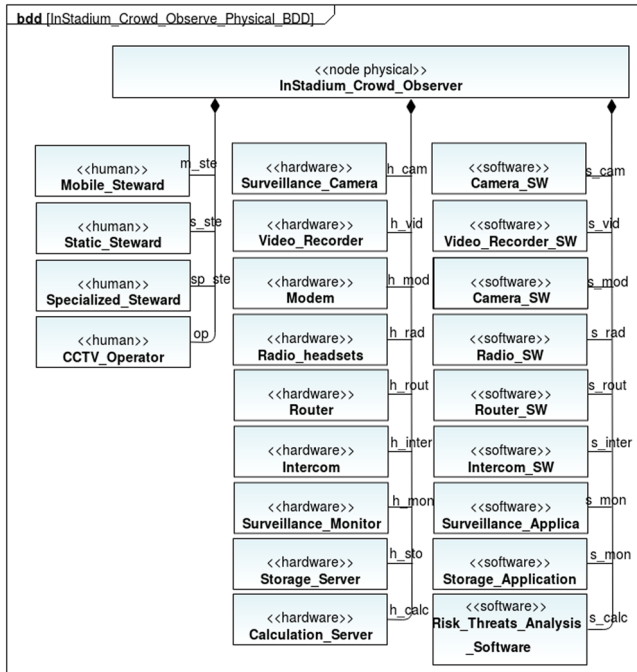 bdd [InStadium_Crowd_Observe_Physical_BDD]
<<node physical>>
InStadium_Crowd_Observer
<<human>>
Mobile_Steward
m_ste
<<human>>
Static_Steward
s_ste
<<human>>
Specialized_Steward
sp_ste
<<human>>
CCTV_Operator
op
<<hardware>>
Surveillance_Camera
h_cam
<<hardware>>
Video_Recorder
h_vid
<<hardware>>
Modem
h_mod
<<hardware>>
Radio_headsets
h_rad
<<hardware>>
Router
h_rout
<<hardware>>
Intercom
h_inter
<<hardware>>
Surveillance_Monitor
h_mon
<<hardware>>
Storage_Server
h_sto
<<hardware>>
Calculation_Server
h_calc
<<software>>
Camera_SW
s_cam
<<software>>
Video_Recorder_SW
s_vid
<<software>>
Camera_SW
s_mod
<<software>>
Radio_SW
s_rad
<<software>>
Router_SW
s_rout
<<software>>
Intercom_SW
s_inter
<<software>>
Surveillance_Applica
s_mon
<<software>>
Storage_Application
s_mon
<<software>>
Risk_Threats_Analysis
_Software
s_calc